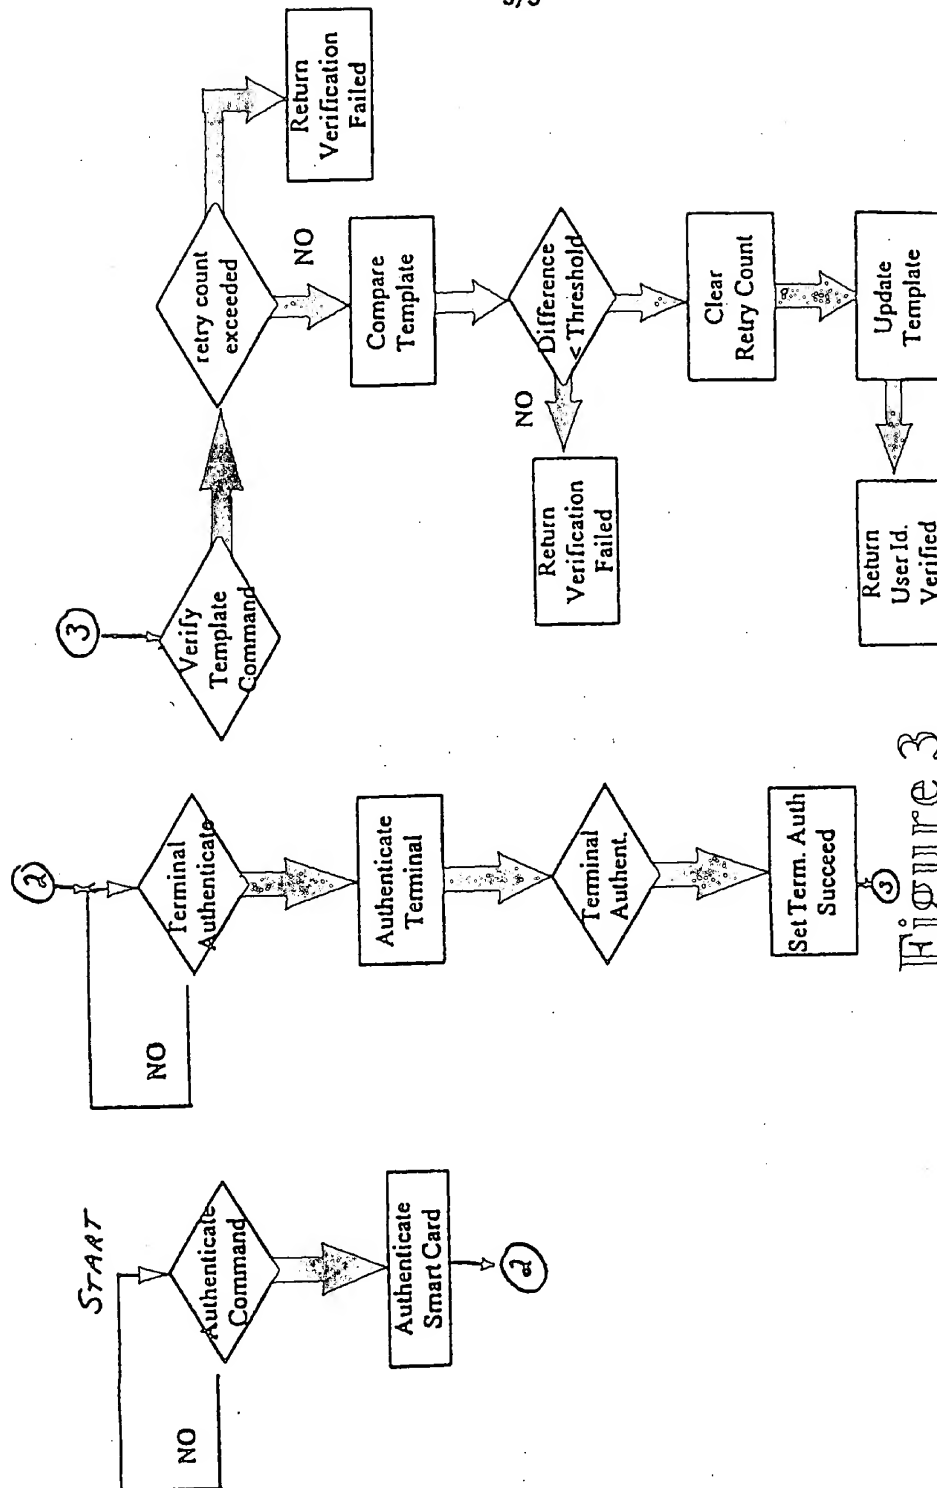 START
NO
Authenticate
Command
Authenticate
Smart Card
2
2
NO
Terminal
Authenticate
Authenticate
Terminal
Terminal
Authent.
Set Term. Auth
Succeed
3
3
Verify
Template
Command
retry count
exceeded
Return
Verification
Failed
NO
Compare
Template
Difference
< Threshold
NO
Return
Verification
Failed
Clear
Retry Count
Update
Template
Return
User Id.
Verified
Figure 3